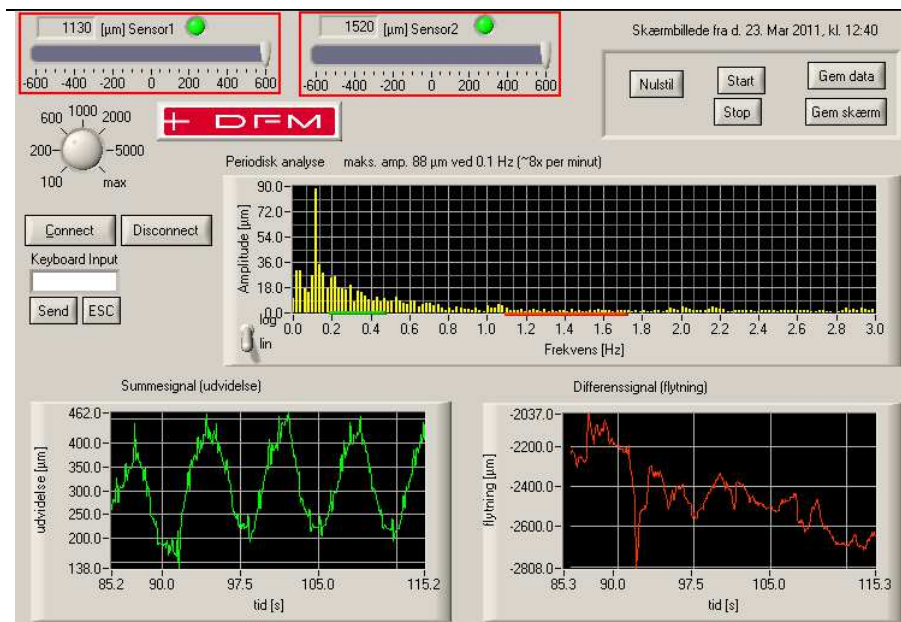 1130 [µm] Sensor1
-600 -400 -200 0 200 400 600
1520 [µm] Sensor2
-600 -400 -200 0 200 400 600
Skærmbillede fra d. 23. Mar 2011, kl. 12:40
Nulstil
Start
Stop
Gem data
Gem skærm
600 1000 2000
200 5000
100 max
DFM
Connect
Disconnect
Keyboard Input
Send
ESC
Periodisk analyse maks. amp. 88 µm ved 0.1 Hz (~8x per minut)
Amplitude [µm]
90.0
72.0
54.0
36.0
18.0
0.0
log
lin
0.0 0.2 0.4 0.6 0.8 1.0 1.2 1.4 1.6 1.8 2.0 2.2 2.4 2.6 2.8 3.0
Frekvens [Hz]
Summesignal (udvidelse)
udvidelse [µm]
462.0
400.0
350.0
300.0
250.0
200.0
138.0
85.2 90.0 97.5 105.0 115.2
tid [s]
Differenssignal (flytning)
flytning [µm]
-2037.0
-2200.0
-2400.0
-2600.0
-2808.0
85.3 90.0 97.5 105.0 115.3
tid [s]